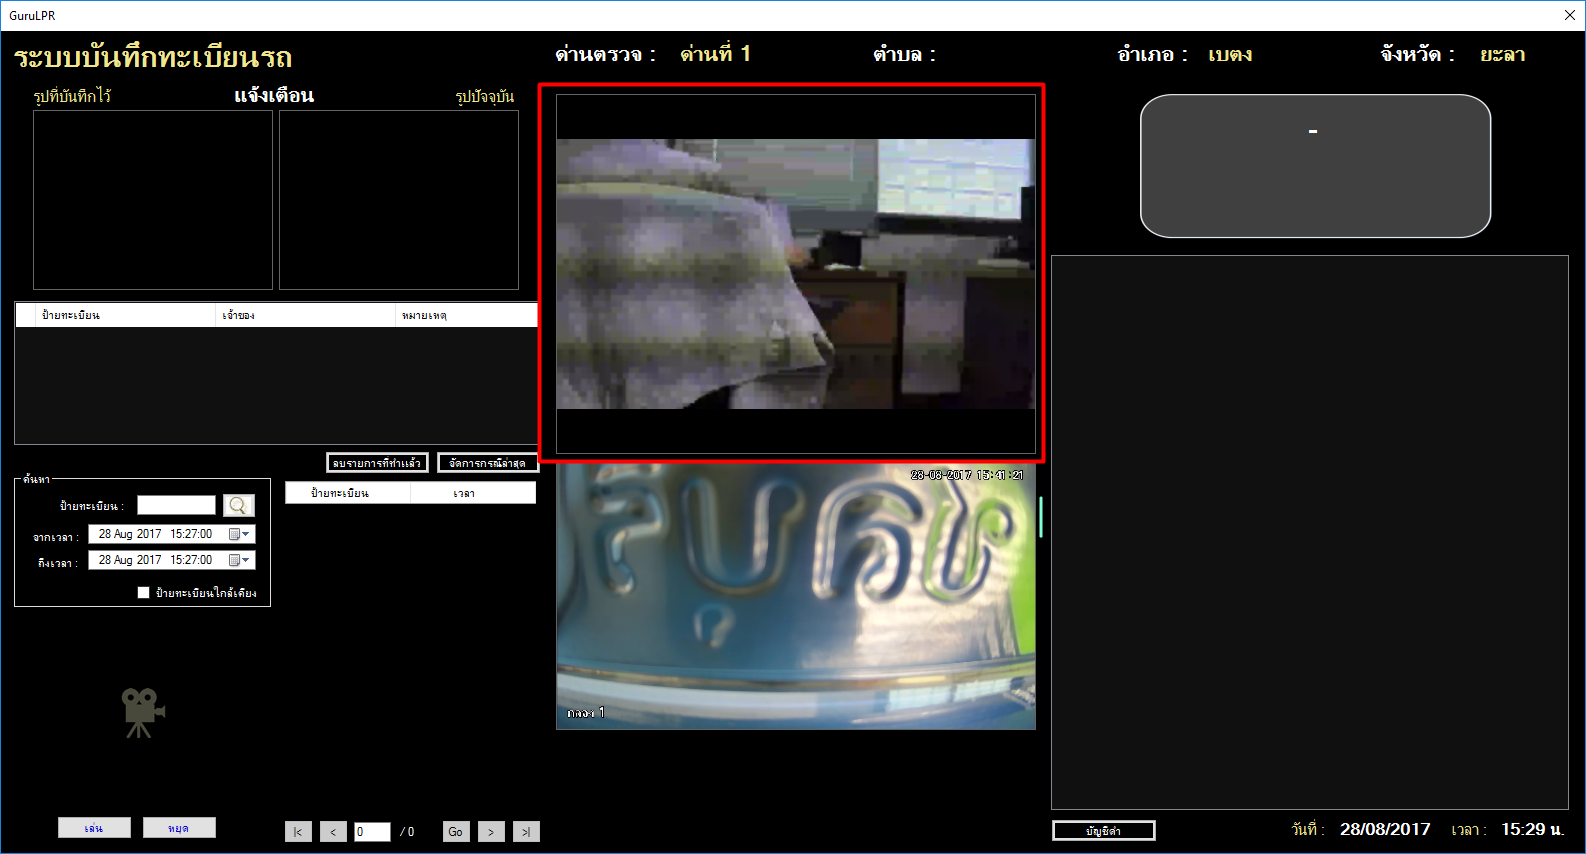 GuruLPR
ระบบบันทึกทะเบียนรถ
ด่านตรวจ : ด่านที่ 1 ตำบล : อำเภอ : เบตง จังหวัด : ยะลา
รูปที่บันทึกไว้ แจ้งเตือน รูปปัจจุบัน
-
ป้ายทะเบียน เจ้าของ หมายเหตุ
ลบรายการที่ทำแล้ว จัดการกรณีล่าสุด
ค้นหา
ป้ายทะเบียน :
จากเวลา : 28 Aug 2017 15:27:00
ถึงเวลา : 28 Aug 2017 15:27:00
ป้ายทะเบียนใกล้เคียง
ป้ายทะเบียน เวลา
28-08-2017 15:41:21
กล้อง 1
เล่น หยุด
|< < 0 / 0 Go > >|
บัญชีดำ
วันที่ : 28/08/2017 เวลา : 15:29 น.